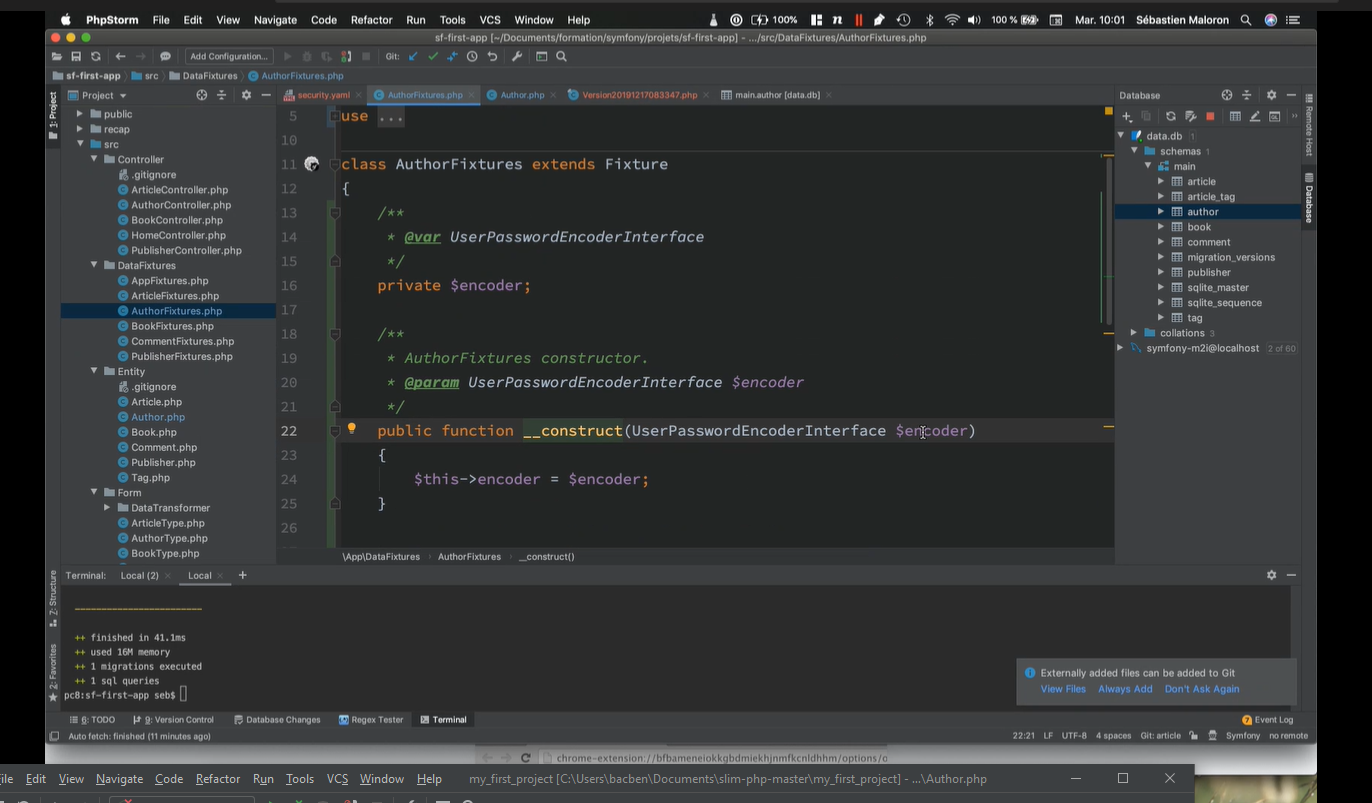 PhpStorm File Edit View Navigate Code Refactor Run Tools VCS Window Help 100% 100 % Mar. 10:01 Sébastien Maloron
sf-first-app [~/Documents/formation/symfony/projets/sf-first-app] - .../src/DataFixtures/AuthorFixtures.php
Add Configuration... Git:
sf-first-app src DataFixtures AuthorFixtures.php
1: Project
Project
public
recap
src
Controller
.gitignore
ArticleController.php
AuthorController.php
BookController.php
HomeController.php
PublisherController.php
DataFixtures
AppFixtures.php
ArticleFixtures.php
AuthorFixtures.php
BookFixtures.php
CommentFixtures.php
PublisherFixtures.php
Entity
.gitignore
Article.php
Author.php
Book.php
Comment.php
Publisher.php
Tag.php
Form
DataTransformer
ArticleType.php
AuthorType.php
BookType.php
security.yaml AuthorFixtures.php Author.php Version20191217083347.php main.author [data.db]
5 use ...
10
11 class AuthorFixtures extends Fixture
12 {
13 /**
14 * @var UserPasswordEncoderInterface
15 */
16 private $encoder;
17
18 /**
19 * AuthorFixtures constructor.
20 * @param UserPasswordEncoderInterface $encoder
21 */
22 public function __construct(UserPasswordEncoderInterface $encoder)
23 {
24 $this->encoder = $encoder;
25 }
26
\App\DataFixtures AuthorFixtures __construct()
Database
data.db 1
schemas 1
main
article
article_tag
author
book
comment
migration_versions
publisher
sqlite_master
sqlite_sequence
tag
collations 3
symfony-m2i@localhost 2 of 60
Remote Host
Database
Z: Structure
2: Favorites
Terminal: Local (2) Local +
++ finished in 41.1ms
++ used 16M memory
++ 1 migrations executed
++ 1 sql queries
pc8:sf-first-app seb$
Externally added files can be added to Git
View Files Always Add Don't Ask Again
6: TODO 9: Version Control Database Changes Regex Tester Terminal 7 Event Log
Auto fetch: finished (11 minutes ago) 22:21 LF UTF-8 4 spaces Git: article Symfony no remote
chrome-extension://bfbameneiokkgbdmiekhjnmfkcnldhhm/options/o
ile Edit View Navigate Code Refactor Run Tools VCS Window Help my_first_project [C:\Users\bacben\Documents\slim-php-master\my_first_project] - ...\Author.php